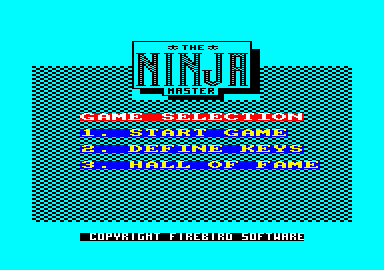 THE
NINJA
MASTER
GAME SELECTION
1. START GAME
2. DEFINE KEYS
3. HALL OF FAME
COPYRIGHT FIREBIRD SOFTWARE